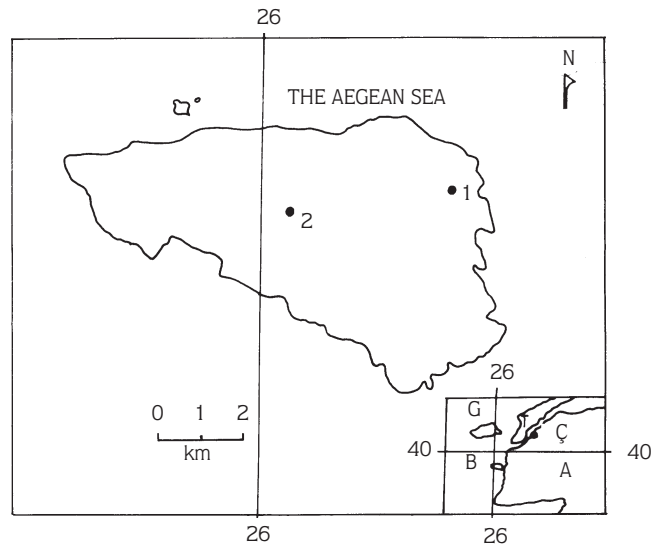 26
N
THE AEGEAN SEA
1
2
0 1 2
km
26
G T Ç
40 40
B A
26 26